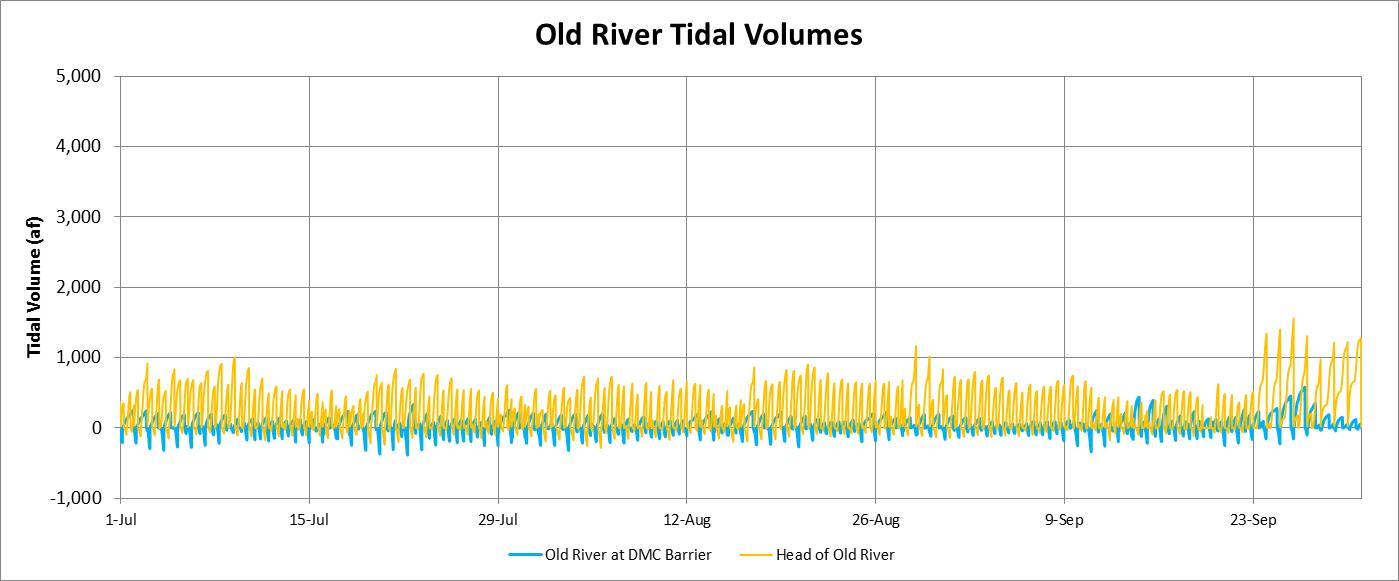 Old River Tidal Volumes
5,000
4,000
3,000
2,000
1,000
0
-1,000
Tidal Volume (af)
1-Jul 15-Jul 29-Jul 12-Aug 26-Aug 9-Sep 23-Sep
Old River at DMC Barrier Head of Old River